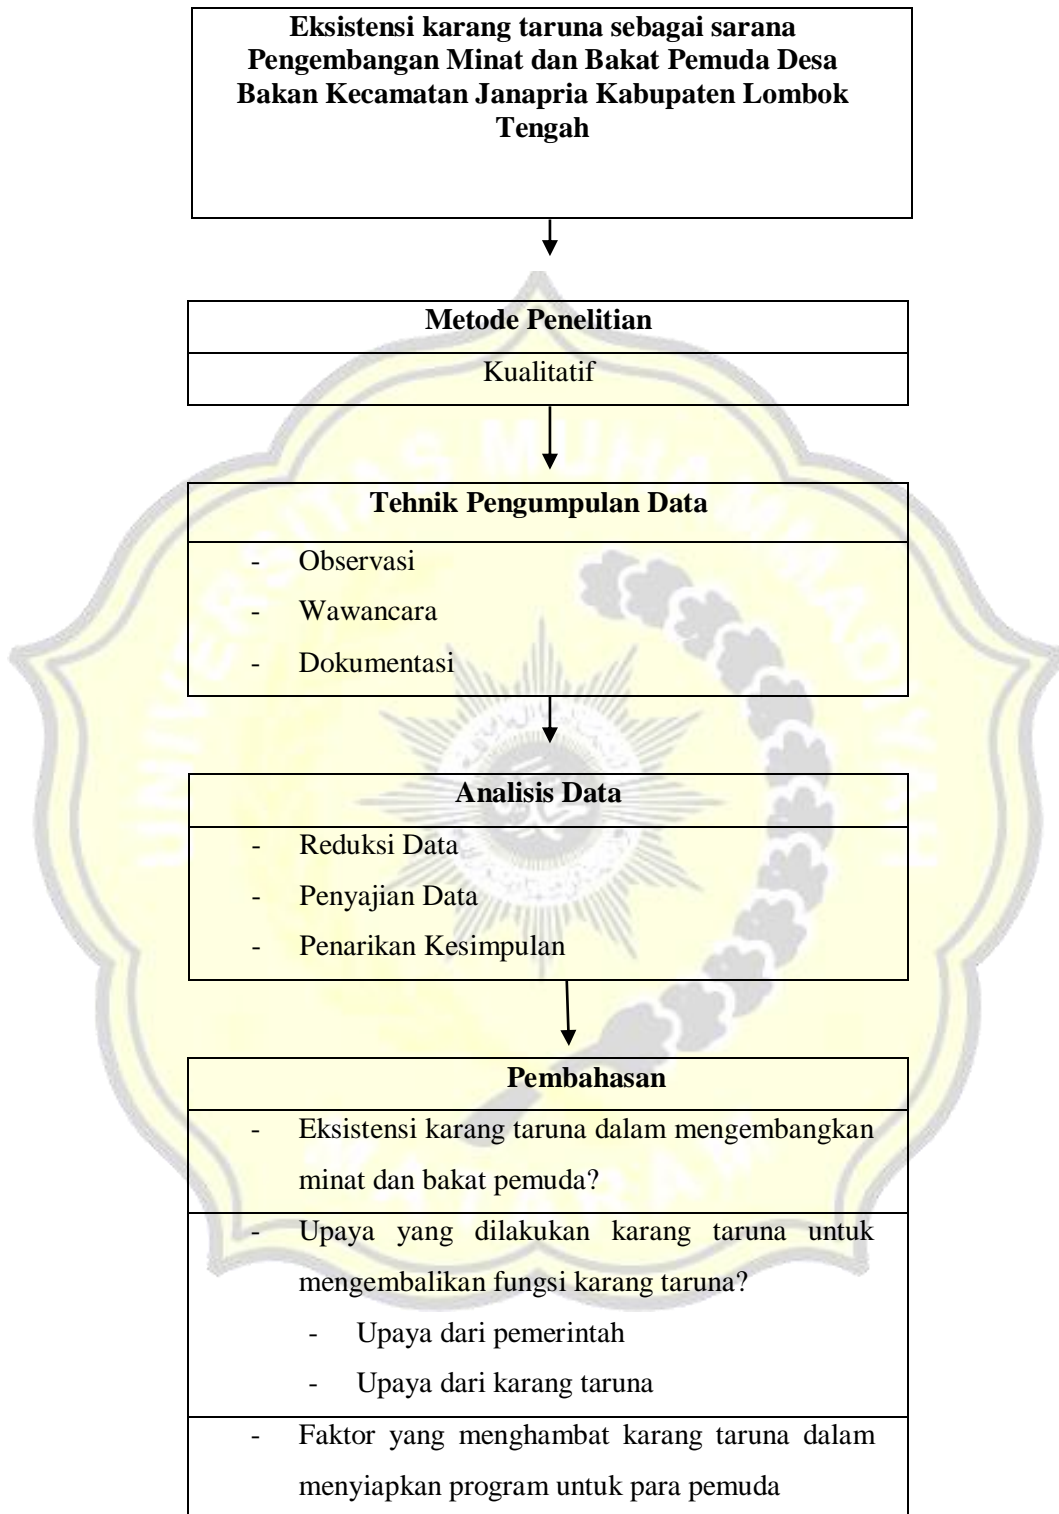 Eksistensi karang taruna sebagai sarana
Pengembangan Minat dan Bakat Pemuda Desa
Bakan Kecamatan Janapria Kabupaten Lombok
Tengah
Metode Penelitian
Kualitatif
Tehnik Pengumpulan Data
- Observasi
- Wawancara
- Dokumentasi
Analisis Data
- Reduksi Data
- Penyajian Data
- Penarikan Kesimpulan
Pembahasan
- Eksistensi karang taruna dalam mengembangkan
minat dan bakat pemuda?
- Upaya yang dilakukan karang taruna untuk
mengembalikan fungsi karang taruna?
- Upaya dari pemerintah
- Upaya dari karang taruna
- Faktor yang menghambat karang taruna dalam
menyiapkan program untuk para pemuda
UNIVERSITAS MUHAMMADIYAH
MATARAM